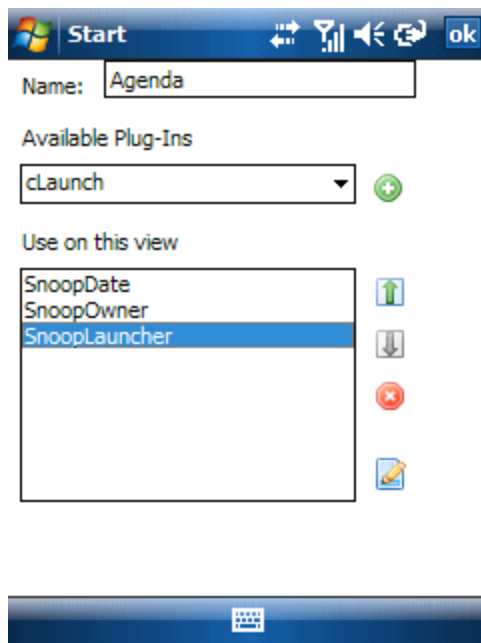 Start
ok
Name: Agenda
Available Plug-Ins
cLaunch
Use on this view
SnoopDate
SnoopOwner
SnoopLauncher